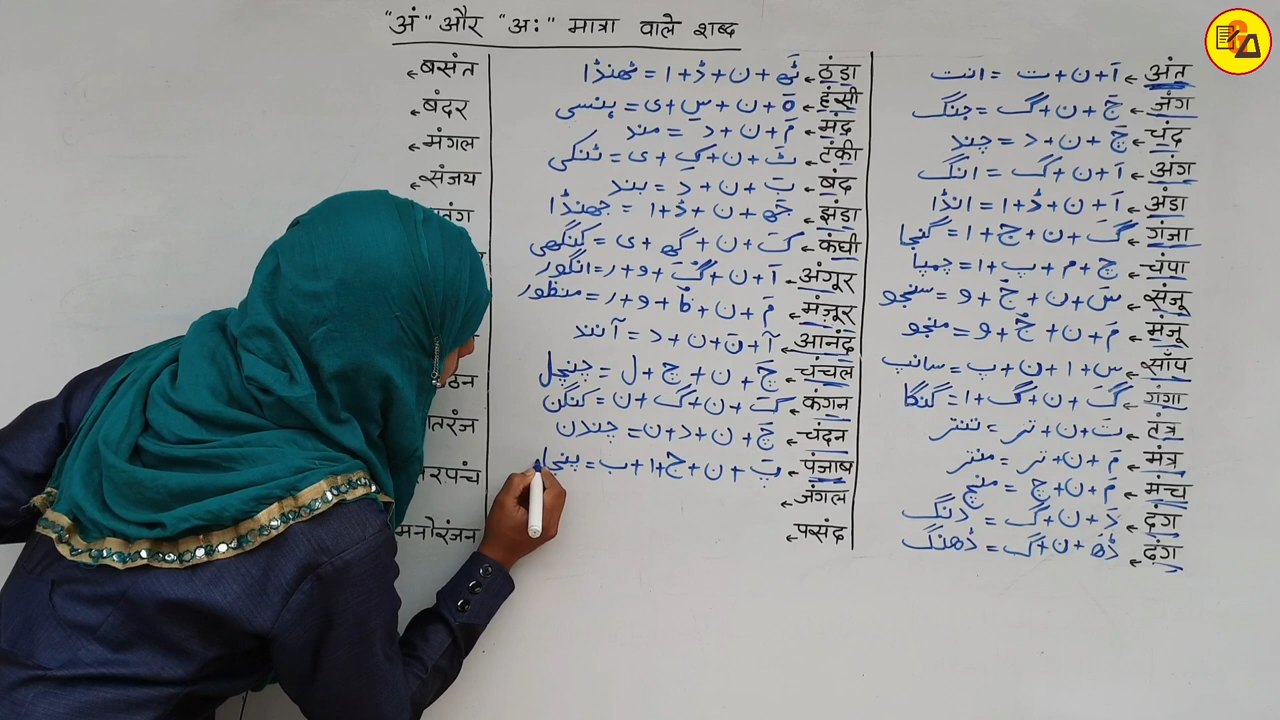 "अं" और "अः" मात्रा वाले शब्द
अंत ← اَ + ن + ت = انت
जंग ← جَ + ن + گ = جنگ
चंद ← چَ + ن + د = چند
अंग ← اَ + ن + گ = انگ
अंडा ← اَ + ن + ڈ + ا = انڈا
गंजा ← گَ + ن + ج + ا = گنجا
चंपा ← چَ + م + پ + ا = چمپا
संजू ← سَ + ن + جُ + و = سنجو
मंजू ← مَ + ن + جُ + و = منجو
साँप ← س + ا + ن + پ = سانپ
गंगा ← گَ + ن + گ + ا = گنگا
तंत्र ← تَ + ن + تر = تنتر
मंत्र ← مَ + ن + تر = منتر
मंच ← مَ + ن + چ = منچ
दंग ← دَ + ن + گ = دنگ
ढंग ← ڈھَ + ن + گ = ڈھنگ
ठंडा ← ٹھَ + ن + ڈ + ا = ٹھنڈا
हंसी ← ہَ + ن + سِ + ی = ہنسی
मंद ← مَ + ن + د = مند
टंकी ← ٹَ + ن + کِ + ی = ٹنکی
बंद ← بَ + ن + د = بند
झंडा ← جھَ + ن + ڈ + ا = جھنڈا
कंघी ← کَ + ن + گھِ + ی = کنگھی
अंगूर ← اَ + ن + گُ + و + ر = انگور
मंज़ूर ← مَ + ن + ظُ + و + ر = منظور
आनंद ← آ + نَ + ن + د = آنند
चंचल ← چَ + ن + چ + ل = چنچل
कंगन ← کَ + ن + گ + ن = کنگن
चंदन ← چَ + ن + د + ن = چندن
पंजाब ← پَ + ن + ج + ا + ب = پنجا
जंगल ←
पसंद ←
बसंत ←
बंदर ←
मंगल ←
संजय ←
मनोरंजन